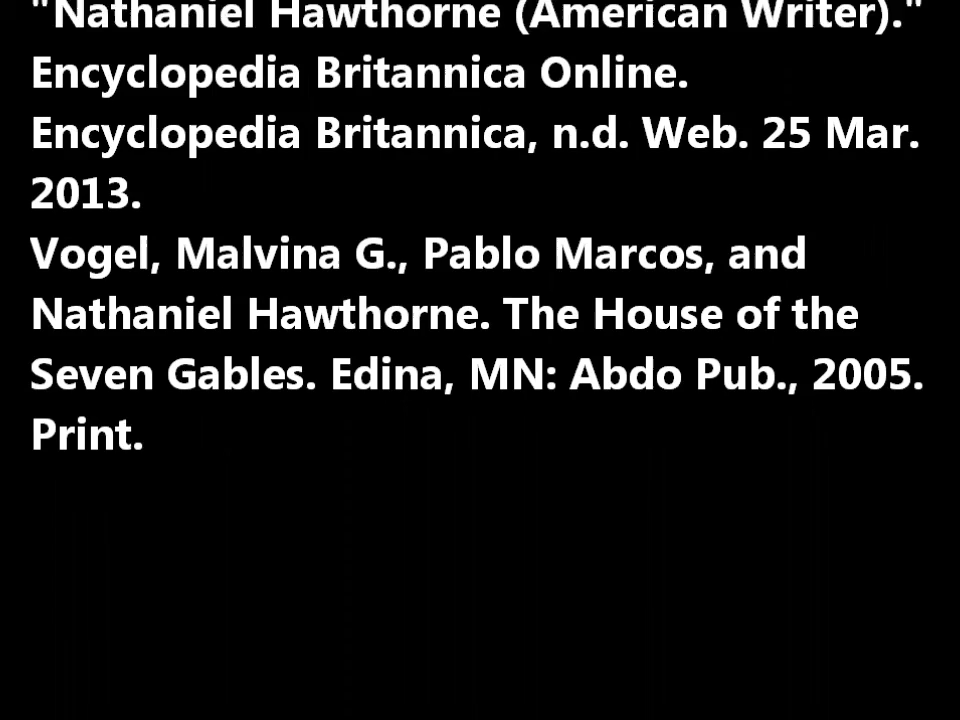 "Nathaniel Hawthorne (American Writer)."
Encyclopedia Britannica Online.
Encyclopedia Britannica, n.d. Web. 25 Mar.
2013.
Vogel, Malvina G., Pablo Marcos, and
Nathaniel Hawthorne. The House of the
Seven Gables. Edina, MN: Abdo Pub., 2005.
Print.